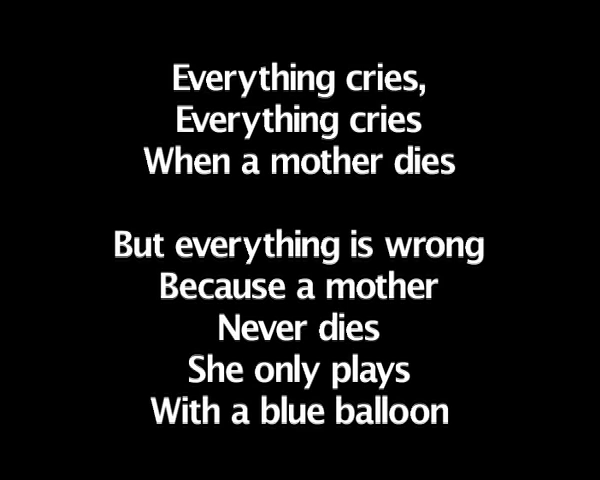 Everything cries,
Everything cries
When a mother dies
But everything is wrong
Because a mother
Never dies
She only plays
With a blue balloon